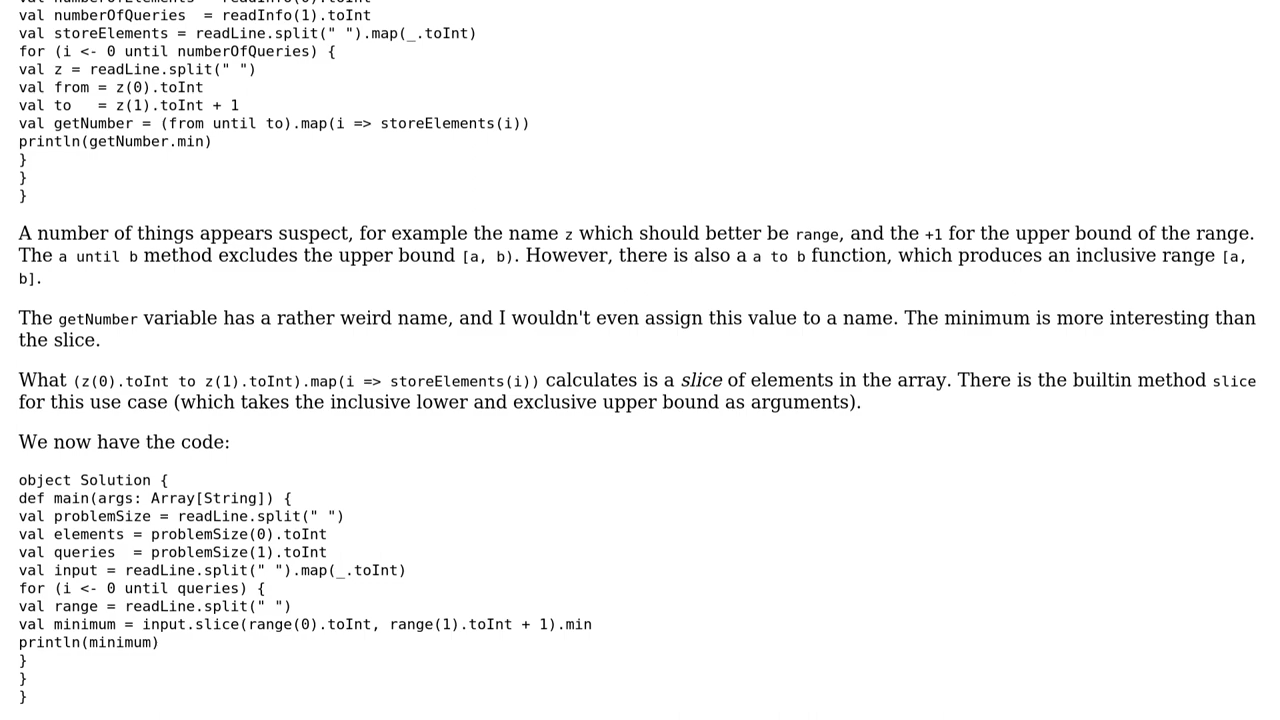 val numberOfElements = readInfo(0).toInt
val numberOfQueries  = readInfo(1).toInt
val storeElements = readLine.split(" ").map(_.toInt)
for (i <- 0 until numberOfQueries) {
val z = readLine.split(" ")
val from = z(0).toInt
val to   = z(1).toInt + 1
val getNumber = (from until to).map(i => storeElements(i))
println(getNumber.min)
}
}
}
A number of things appears suspect, for example the name z which should better be range, and the +1 for the upper bound of the range.
The a until b method excludes the upper bound [a, b). However, there is also a a to b function, which produces an inclusive range [a,
b].
The getNumber variable has a rather weird name, and I wouldn't even assign this value to a name. The minimum is more interesting than
the slice.
What (z(0).toInt to z(1).toInt).map(i => storeElements(i)) calculates is a slice of elements in the array. There is the builtin method slice
for this use case (which takes the inclusive lower and exclusive upper bound as arguments).
We now have the code:
object Solution {
def main(args: Array[String]) {
val problemSize = readLine.split(" ")
val elements = problemSize(0).toInt
val queries  = problemSize(1).toInt
val input = readLine.split(" ").map(_.toInt)
for (i <- 0 until queries) {
val range = readLine.split(" ")
val minimum = input.slice(range(0).toInt, range(1).toInt + 1).min
println(minimum)
}
}
}